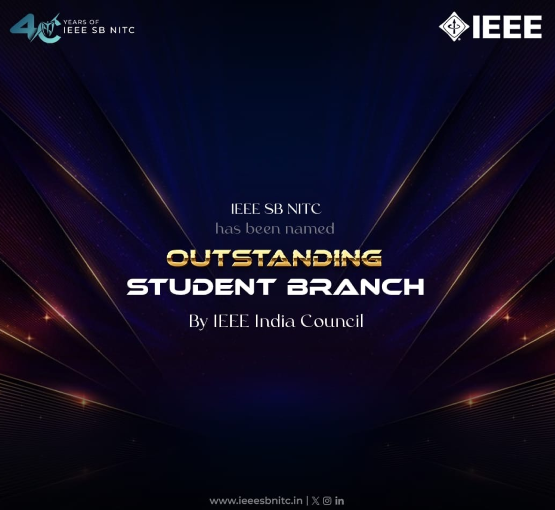 40 YEARS OF
IEEE SB NITC
IEEE
IEEE SB NITC
has been named
OUTSTANDING
STUDENT BRANCH
By IEEE India Council
www.ieeesbnitc.in |